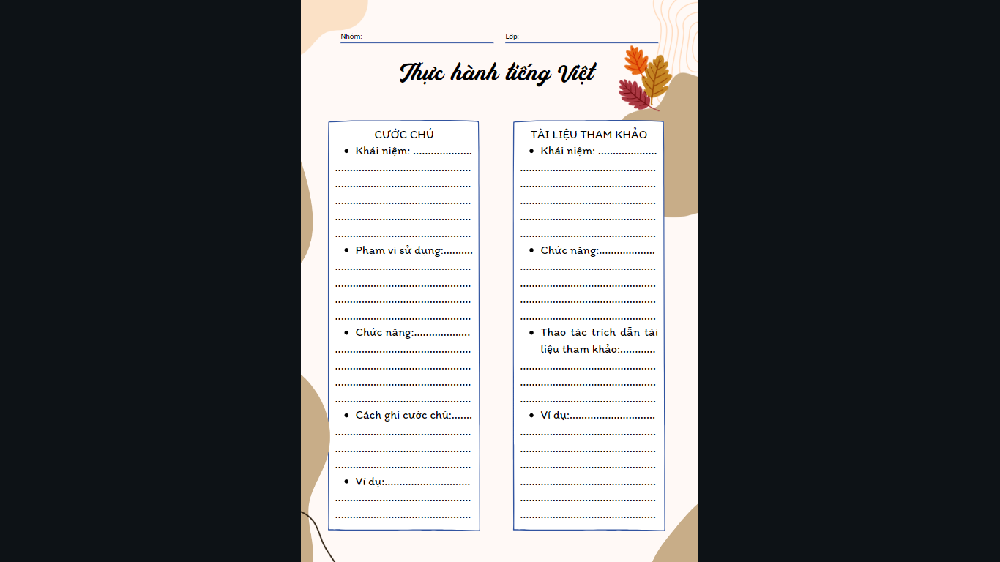 Nhóm:
Lớp:
Thực hành tiếng Việt
CƯỚC CHÚ
• Khái niệm: ....................
...............................................
...............................................
...............................................
...............................................
...............................................
• Phạm vi sử dụng:..........
...............................................
...............................................
...............................................
...............................................
• Chức năng:...................
...............................................
...............................................
...............................................
...............................................
• Cách ghi cước chú:.......
...............................................
...............................................
...............................................
• Ví dụ:.............................
...............................................
...............................................
TÀI LIỆU THAM KHẢO
• Khái niệm: ....................
...............................................
...............................................
...............................................
...............................................
...............................................
• Chức năng:...................
...............................................
...............................................
...............................................
...............................................
• Thao tác trích dẫn tài
liệu tham khảo:............
...............................................
...............................................
...............................................
• Ví dụ:.............................
...............................................
...............................................
...............................................
...............................................
...............................................
...............................................